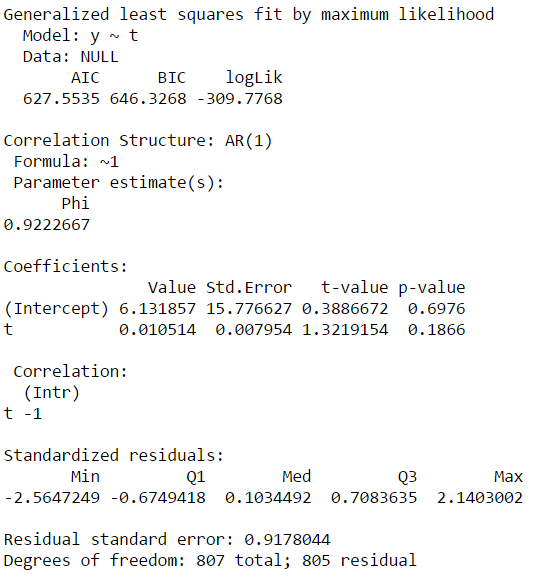 Generalized least squares fit by maximum likelihood
  Model: y ~ t
  Data: NULL
       AIC      BIC    logLik
  627.5535 646.3268 -309.7768

Correlation Structure: AR(1)
 Formula: ~1
 Parameter estimate(s):
      Phi
0.9222667

Coefficients:
               Value Std.Error   t-value p-value
(Intercept) 6.131857 15.776627 0.3886672  0.6976
t           0.010514  0.007954 1.3219154  0.1866

 Correlation:
  (Intr)
t -1

Standardized residuals:
       Min         Q1        Med         Q3        Max
-2.5647249 -0.6749418  0.1034492  0.7083635  2.1403002

Residual standard error: 0.9178044
Degrees of freedom: 807 total; 805 residual